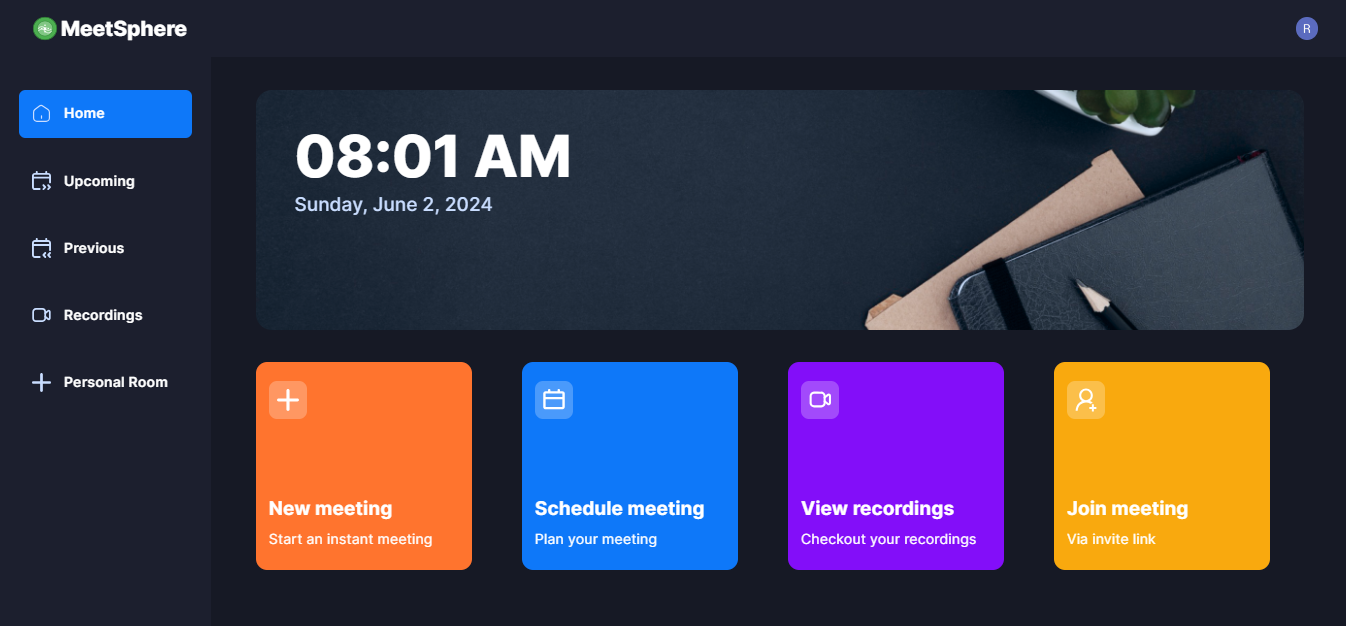 MeetSphere
R
Home
Upcoming
Previous
Recordings
Personal Room
08:01 AM
Sunday, June 2, 2024
New meeting
Start an instant meeting
Schedule meeting
Plan your meeting
View recordings
Checkout your recordings
Join meeting
Via invite link